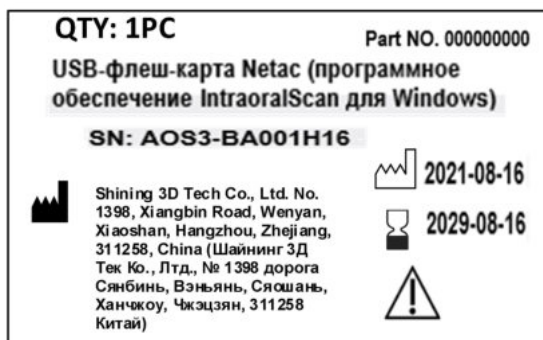 QTY: 1PC
Part NO. 000000000
USB-флеш-карта Netac (программное
обеспечение IntraoralScan для Windows)
SN: AOS3-BA001H16
2021-08-16
2029-08-16
Shining 3D Tech Co., Ltd. No.
1398, Xiangbin Road, Wenyan,
Xiaoshan, Hangzhou, Zhejiang,
311258, China (Шайнинг 3Д
Тек Ко., Лтд., № 1398 дорога
Сянбинь, Вэньянь, Сяошань,
Ханчжоу, Чжэцзян, 311258
Китай)